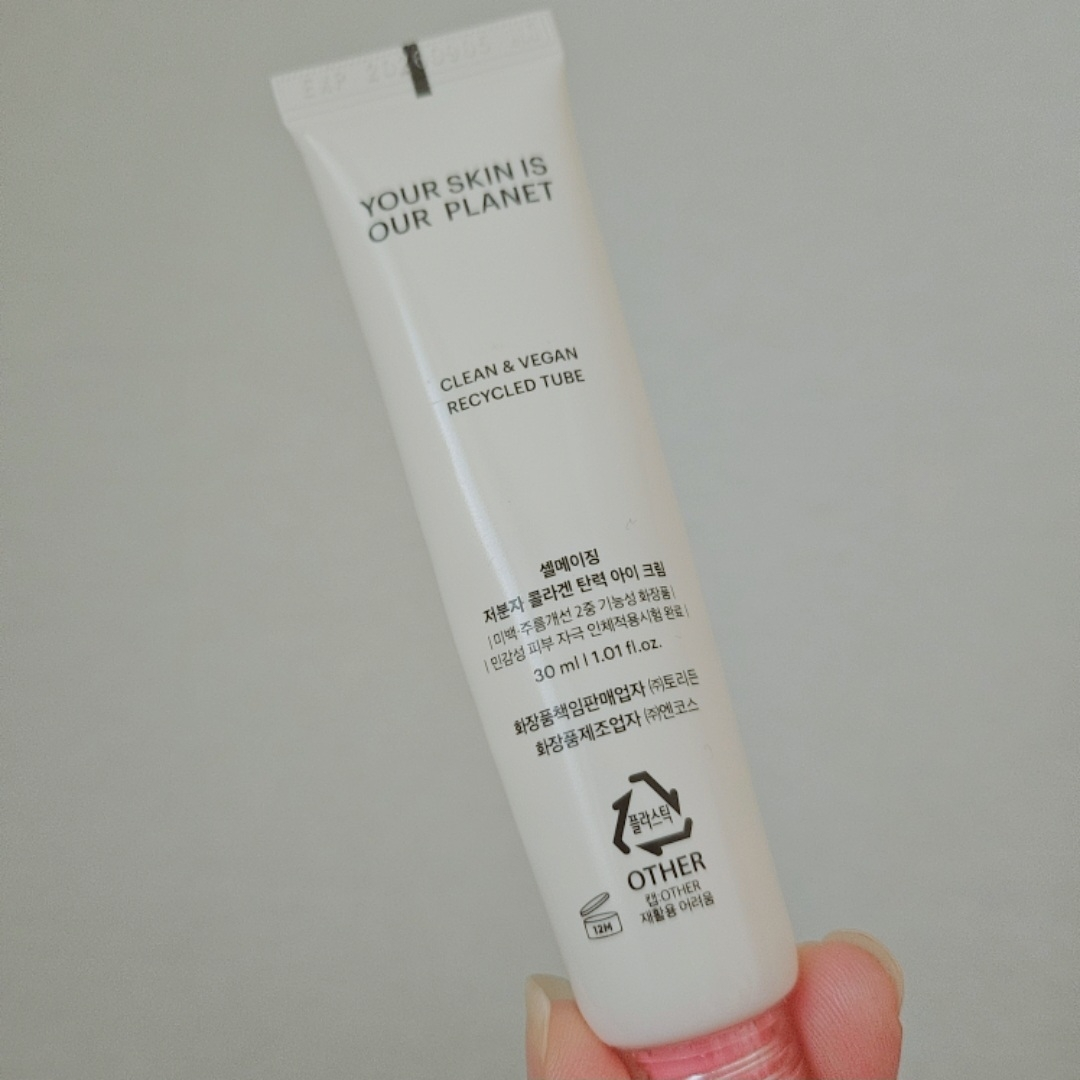 EXP
YOUR SKIN IS
OUR PLANET
CLEAN & VEGAN
RECYCLED TUBE
셀메이징
저분자 콜라겐 탄력 아이 크림
| 미백·주름개선 2중 기능성 화장품 |
| 민감성 피부 자극 인체적용시험 완료 |
30 ml | 1.01 fl.oz.
화장품책임판매업자 ㈜토리든
화장품제조업자 ㈜엔코스
플라스틱
OTHER
캡:OTHER
재활용 어려움
12M